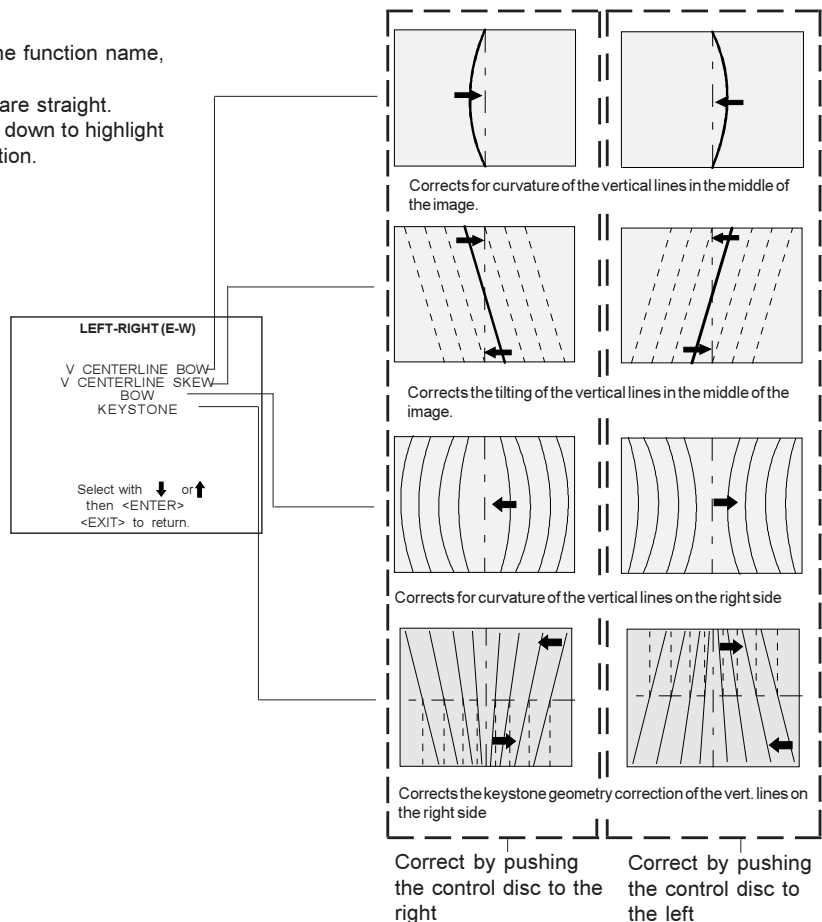 ne function name,
are straight.
down to highlight
tion.
LEFT-RIGHT (E-W)
V CENTERLINE BOW
V CENTERLINE SKEW
BOW
KEYSTONE
Select with or
then <ENTER>
<EXIT> to return.
Corrects for curvature of the vertical lines in the middle of
the image.
Corrects the tilting of the vertical lines in the middle of the
image.
Corrects for curvature of the vertical lines on the right side
Corrects the keystone geometry correction of the vert. lines on
the right side
Correct by pushing
the control disc to the
right
Correct by pushing
the control disc to
the left